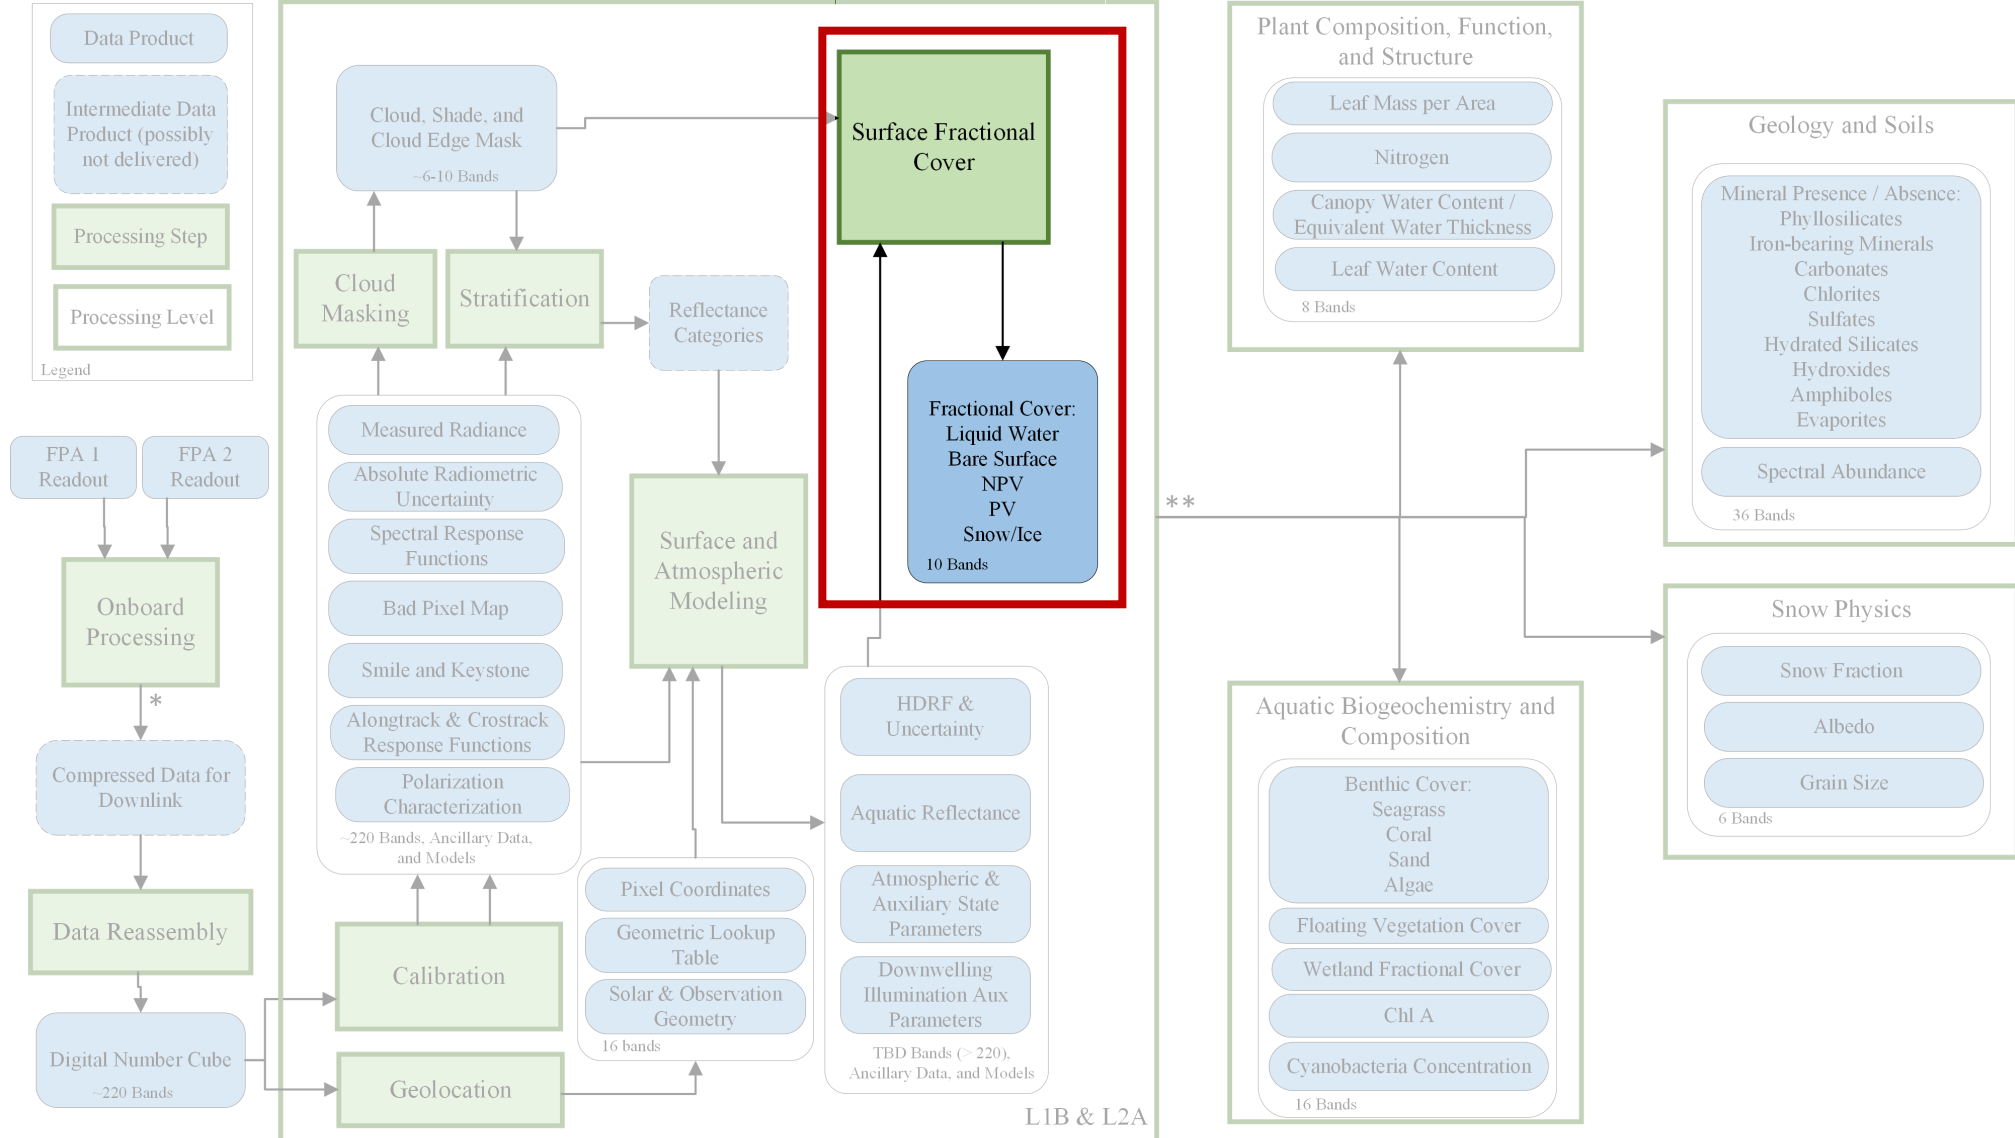 Data Product
Intermediate Data
Product (possibly
not delivered)
Processing Step
Processing Level
Legend
FPA 1
Readout
FPA 2
Readout
Onboard
Processing
*
Compressed Data for
Downlink
Data Reassembly
Digital Number Cube
~220 Bands
Cloud, Shade, and
Cloud Edge Mask
~6-10 Bands
Cloud
Masking
Stratification
Reflectance
Categories
Measured Radiance
Absolute Radiometric
Uncertainty
Spectral Response
Functions
Bad Pixel Map
Smile and Keystone
Alongtrack & Crostrack
Response Functions
Polarization
Characterization
~220 Bands, Ancillary Data,
and Models
Calibration
Geolocation
Surface and
Atmospheric
Modeling
Pixel Coordinates
Geometric Lookup
Table
Solar & Observation
Geometry
16 bands
Surface Fractional
Cover
Fractional Cover:
Liquid Water
Bare Surface
NPV
PV
Snow/Ice
10 Bands
HDRF &
Uncertainty
Aquatic Reflectance
Atmospheric &
Auxiliary State
Parameters
Downwelling
Illumination Aux
Parameters
TBD Bands (> 220),
Ancillary Data, and Models
L1B & L2A
**
Plant Composition, Function,
and Structure
Leaf Mass per Area
Nitrogen
Canopy Water Content /
Equivalent Water Thickness
Leaf Water Content
8 Bands
Aquatic Biogeochemistry and
Composition
Benthic Cover:
Seagrass
Coral
Sand
Algae
Floating Vegetation Cover
Wetland Fractional Cover
Chl A
Cyanobacteria Concentration
16 Bands
Geology and Soils
Mineral Presence / Absence:
Phyllosilicates
Iron-bearing Minerals
Carbonates
Chlorites
Sulfates
Hydrated Silicates
Hydroxides
Amphiboles
Evaporites
Spectral Abundance
36 Bands
Snow Physics
Snow Fraction
Albedo
Grain Size
6 Bands